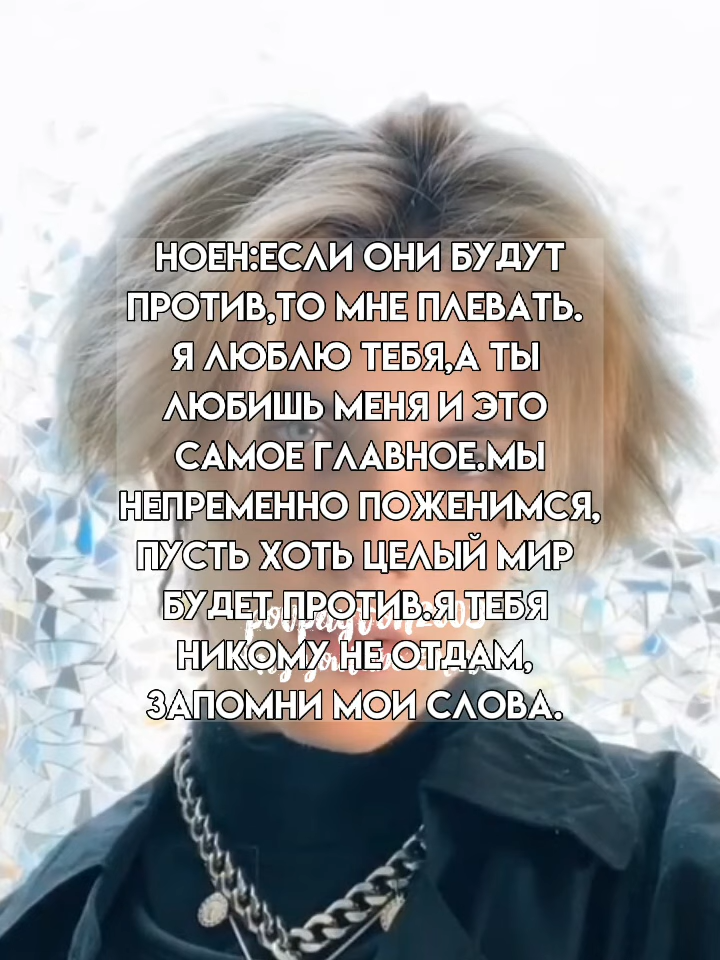 НОЕН:ЕСЛИ ОНИ БУДУТ
ПРОТИВ,ТО МНЕ ПЛЕВАТЬ.
Я ЛЮБЛЮ ТЕБЯ,А ТЫ
ЛЮБИШЬ МЕНЯ И ЭТО
САМОЕ ГЛАВНОЕ.МЫ
НЕПРЕМЕННО ПОЖЕНИМСЯ,
ПУСТЬ ХОТЬ ЦЕЛЫЙ МИР
БУДЕТ ПРОТИВ.Я ТЕБЯ
НИКОМУ НЕ ОТДАМ,
ЗАПОМНИ МОИ СЛОВА.